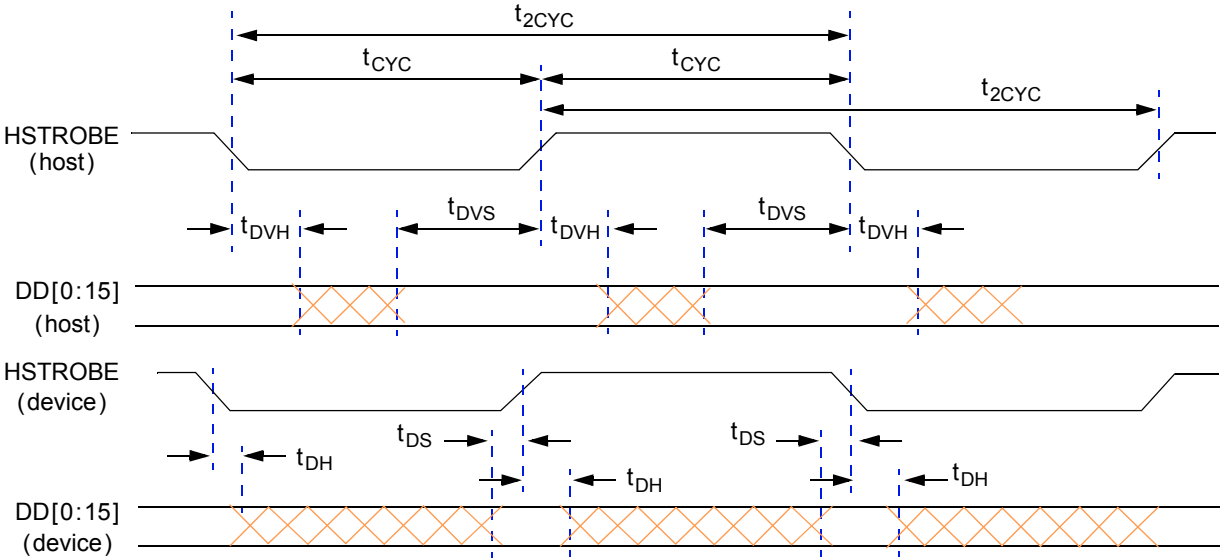 t2CYC
tCYC tCYC
t2CYC
HSTROBE
(host)
tDVH tDVS tDVH tDVS tDVH
DD[0:15]
(host)
HSTROBE
(device)
tDS tDS
tDH tDH tDH
DD[0:15]
(device)